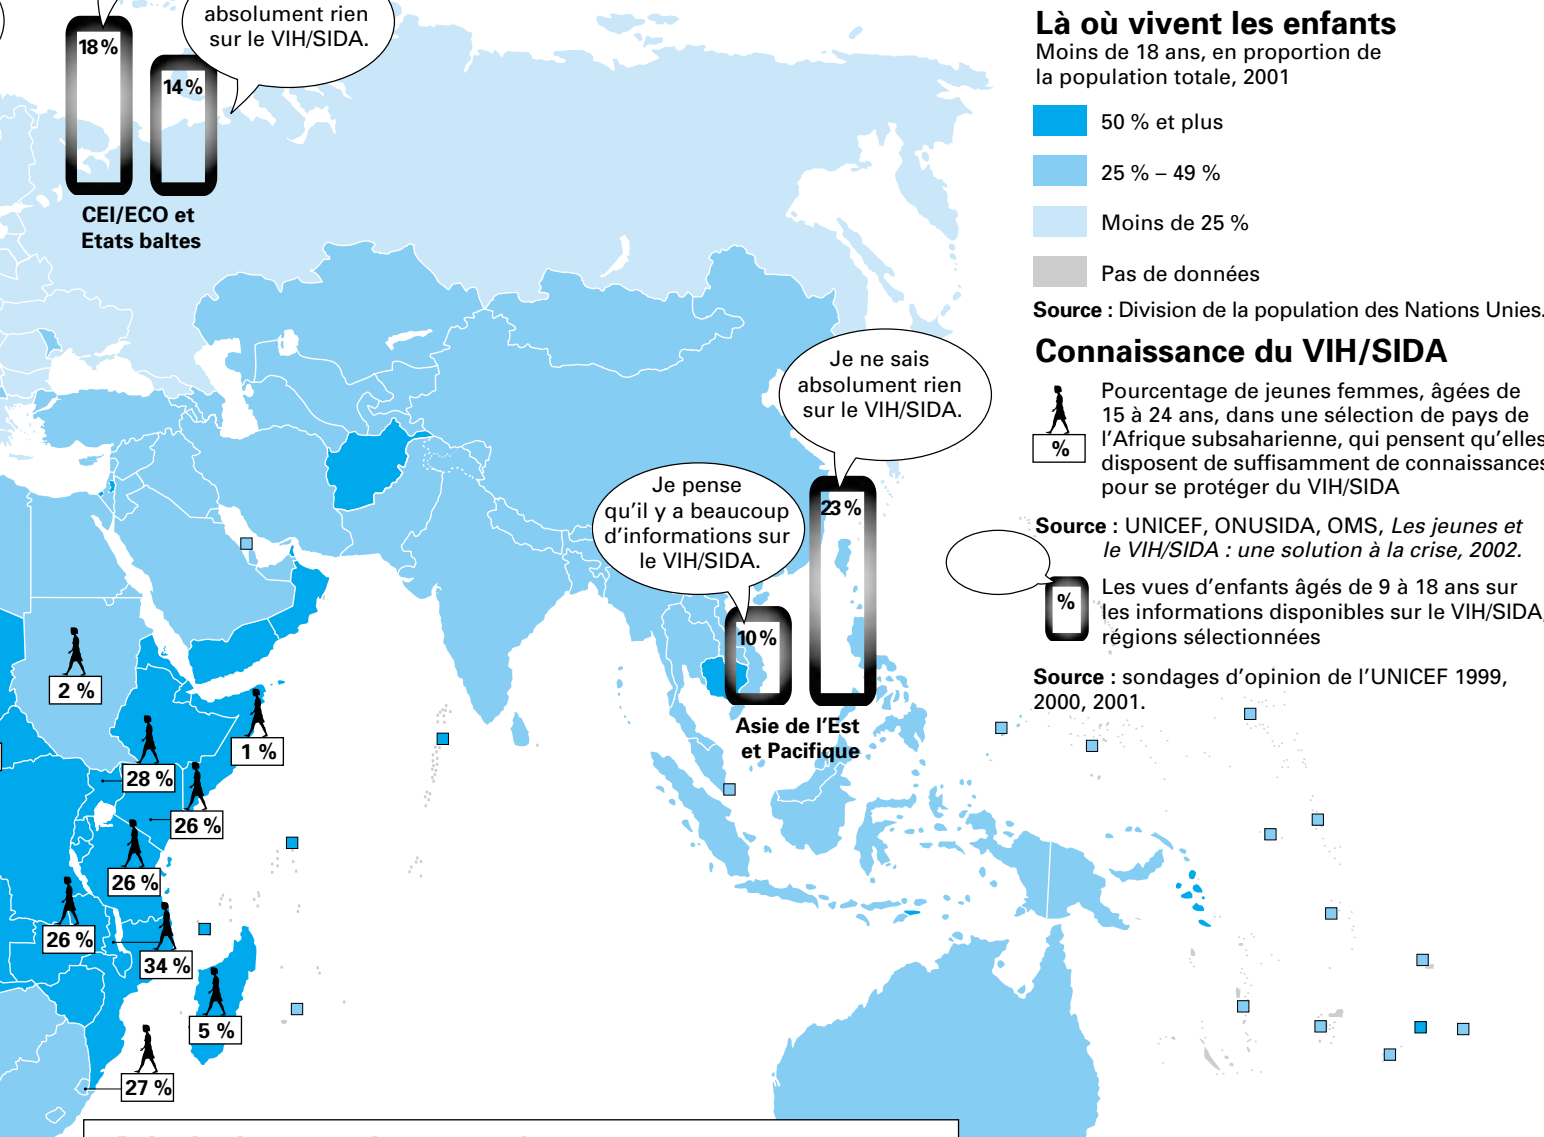 absolument rien
sur le VIH/SIDA.
18 %
14 %
CEI/ECO et
Etats baltes
Là où vivent les enfants
Moins de 18 ans, en proportion de
la population totale, 2001
50 % et plus
25 % – 49 %
Moins de 25 %
Pas de données
Source : Division de la population des Nations Unies.
Connaissance du VIH/SIDA
%
Pourcentage de jeunes femmes, âgées de
15 à 24 ans, dans une sélection de pays de
l'Afrique subsaharienne, qui pensent qu'elles
disposent de suffisamment de connaissances
pour se protéger du VIH/SIDA
Source : UNICEF, ONUSIDA, OMS, Les jeunes et
le VIH/SIDA : une solution à la crise, 2002.
%
Les vues d'enfants âgés de 9 à 18 ans sur
les informations disponibles sur le VIH/SIDA,
régions sélectionnées
Source : sondages d'opinion de l'UNICEF 1999,
2000, 2001.
Je ne sais
absolument rien
sur le VIH/SIDA.
Je pense
qu'il y a beaucoup
d'informations sur
le VIH/SIDA.
23 %
10 %
Asie de l'Est
et Pacifique
2 %
1 %
28 %
26 %
26 %
26 %
34 %
5 %
27 %